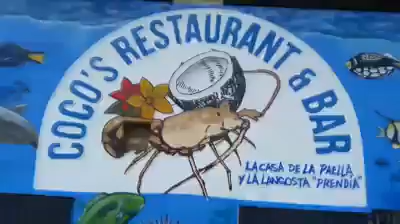 COCO'S RESTAURANT & BAR
LA CASA DE LA PAELLA
Y LA LANGOSTA "PRENDIA"